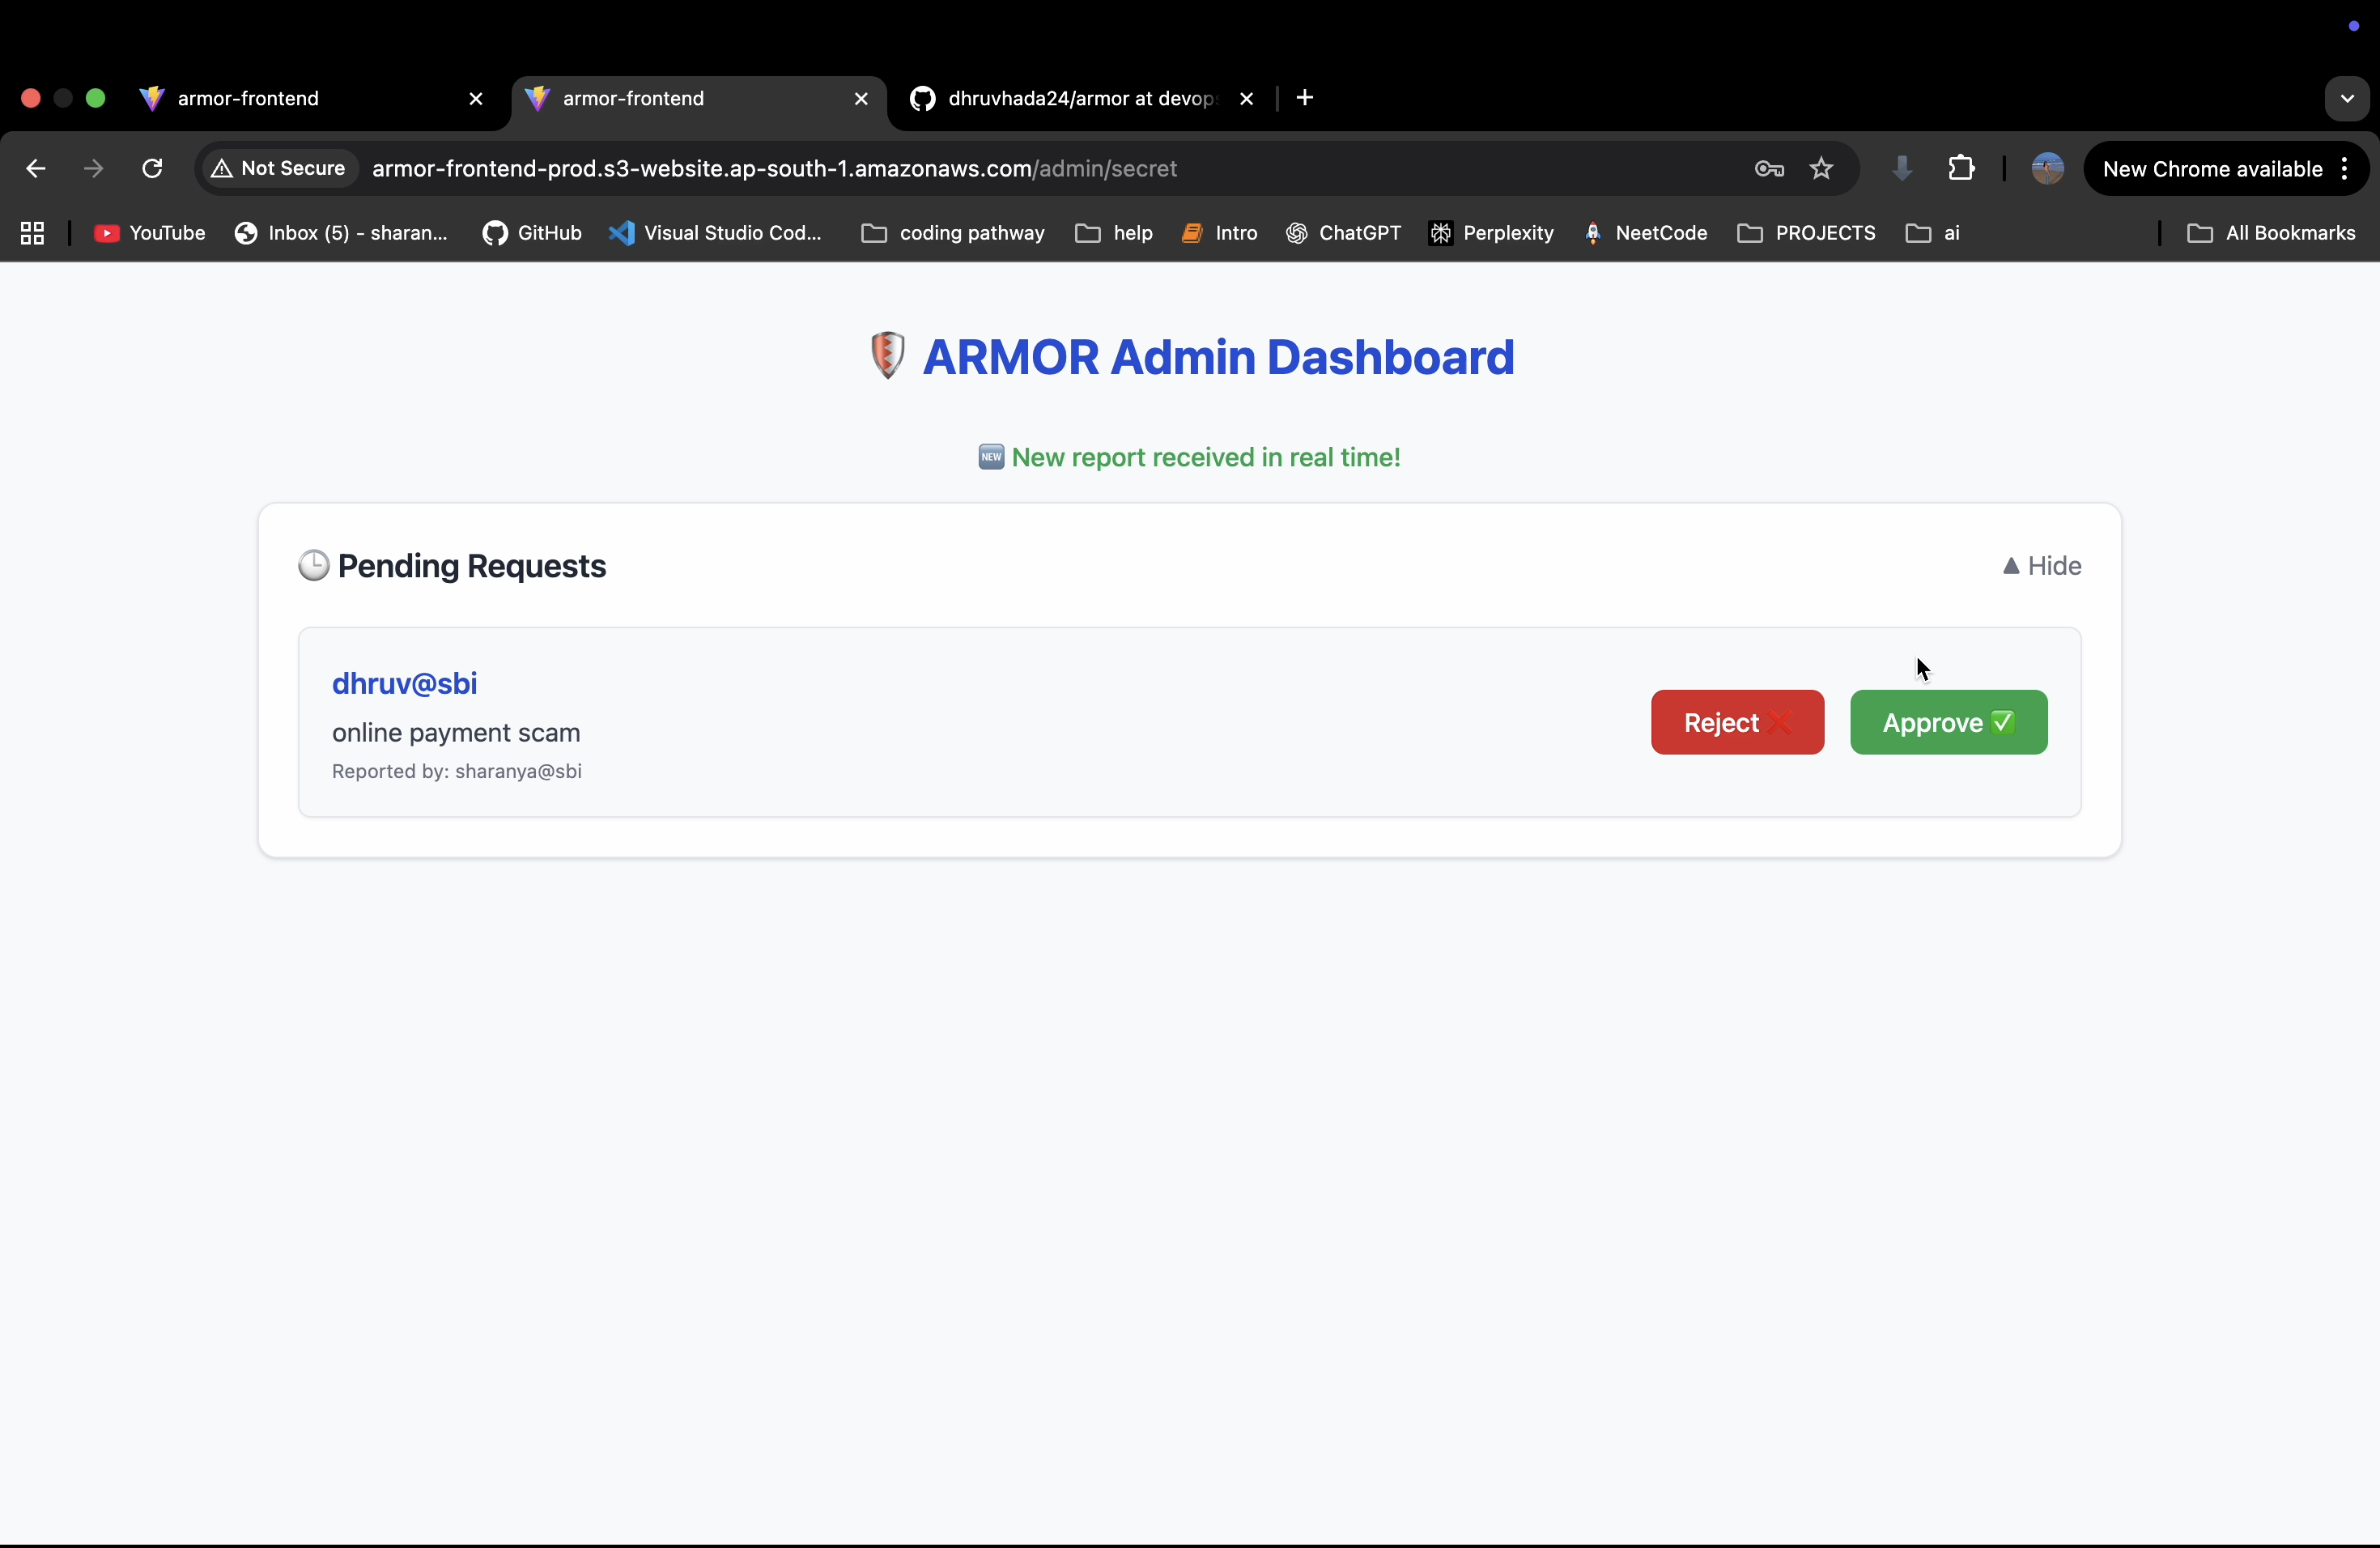 armor-frontend
armor-frontend
dhruvhada24/armor at devops
Not Secure
armor-frontend-prod.s3-website.ap-south-1.amazonaws.com/admin/secret
New Chrome available
YouTube
Inbox (5) - sharan...
GitHub
Visual Studio Cod...
coding pathway
help
Intro
ChatGPT
Perplexity
NeetCode
PROJECTS
ai
All Bookmarks
ARMOR Admin Dashboard
🆕 New report received in real time!
🕒 Pending Requests
▲ Hide
dhruv@sbi
online payment scam
Reported by: sharanya@sbi
Reject ❌
Approve ✅